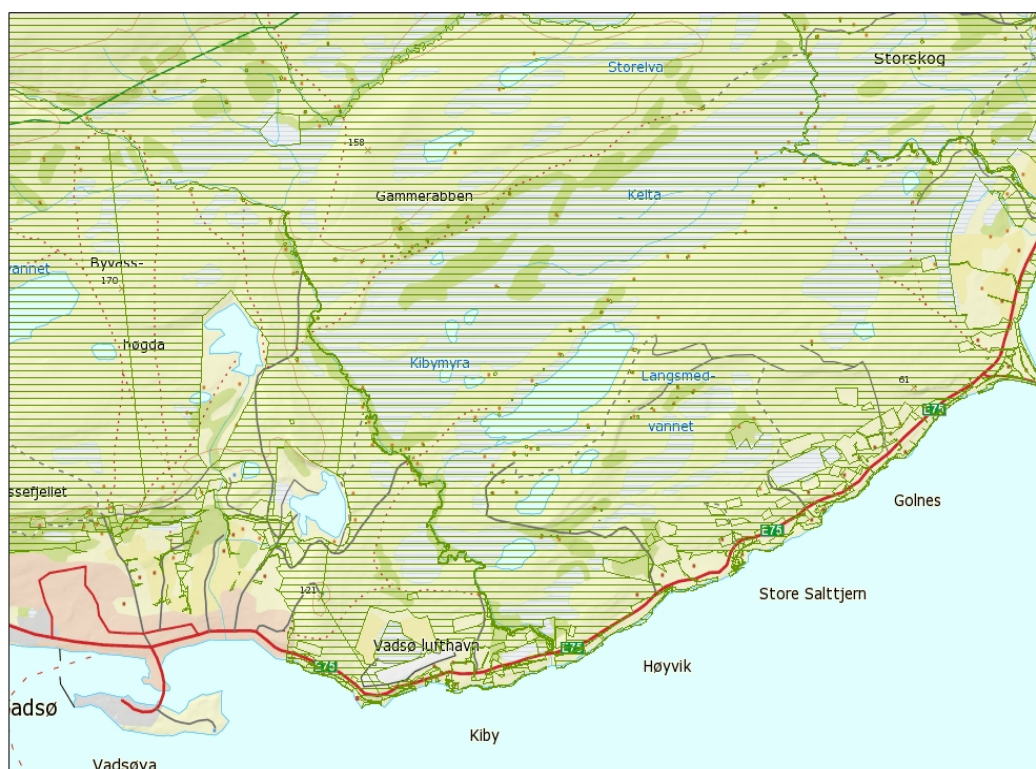 Storskog
Storelva
158
Gammerabben
Kelta
Byvass-
vannet
170
høgda
Kibymyra
Langsmed-
61
vannet
E75
ssefjellet
Golnes
E75
121
Store Salttjern
Vadsø lufthavn
E75
E75
Høyvik
adsø
Kiby
Vadsøya